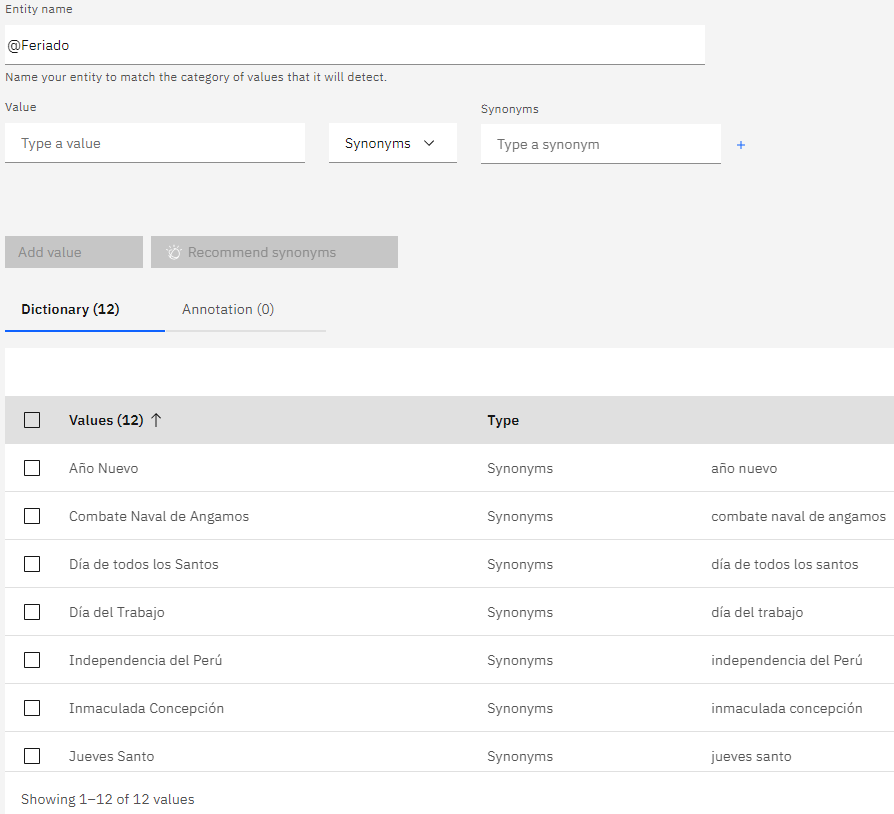 Entity name
@Feriado
Name your entity to match the category of values that it will detect.
Value
Synonyms
Type a value
Synonyms
Type a synonym
+
Add value
Recommend synonyms
Dictionary (12)
Annotation (0)
Values (12) ↑ Type
Año Nuevo Synonyms año nuevo
Combate Naval de Angamos Synonyms combate naval de angamos
Día de todos los Santos Synonyms día de todos los santos
Día del Trabajo Synonyms día del trabajo
Independencia del Perú Synonyms independencia del Perú
Inmaculada Concepción Synonyms inmaculada concepción
Jueves Santo Synonyms jueves santo
Showing 1–12 of 12 values